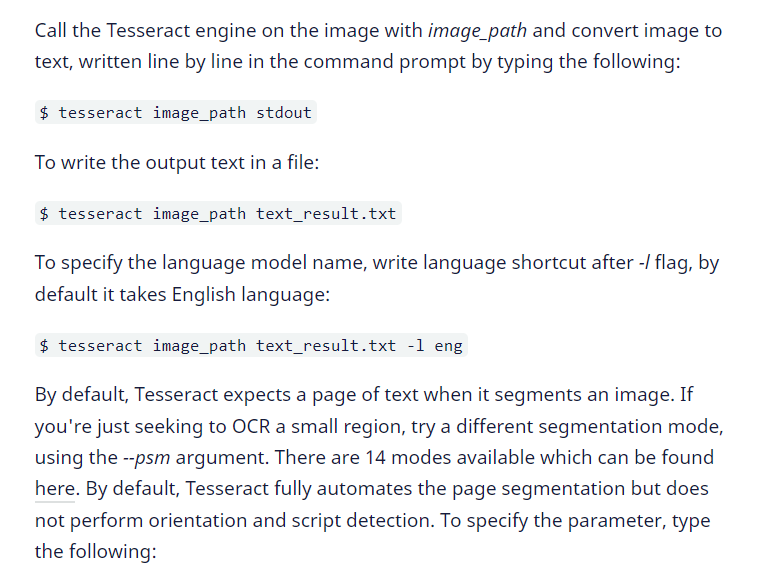 Call the Tesseract engine on the image with image_path and convert image to
text, written line by line in the command prompt by typing the following:
$ tesseract image_path stdout
To write the output text in a file:
$ tesseract image_path text_result.txt
To specify the language model name, write language shortcut after -l flag, by
default it takes English language:
$ tesseract image_path text_result.txt -l eng
By default, Tesseract expects a page of text when it segments an image. If
you're just seeking to OCR a small region, try a different segmentation mode,
using the --psm argument. There are 14 modes available which can be found
here. By default, Tesseract fully automates the page segmentation but does
not perform orientation and script detection. To specify the parameter, type
the following: